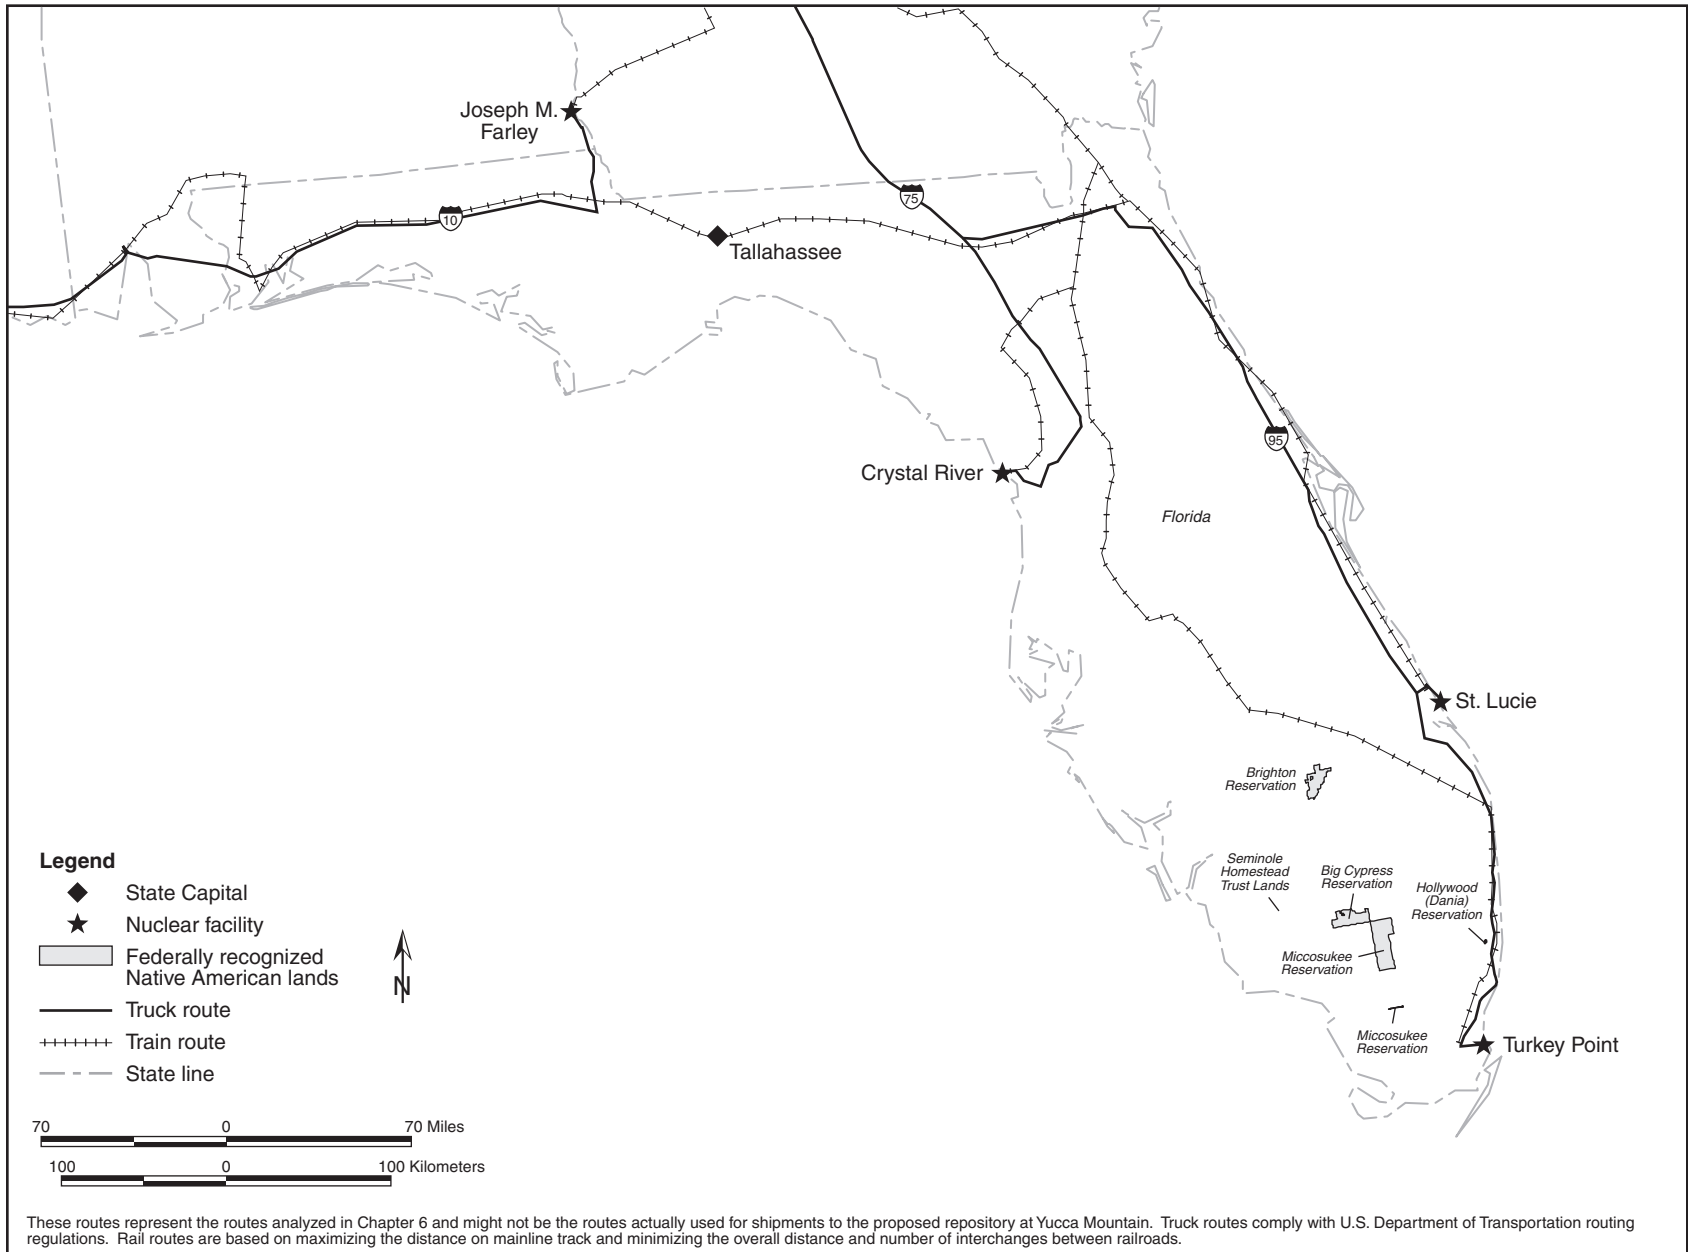 Joseph M.
Farley
10
75
Tallahassee
95
Crystal River
Florida
St. Lucie
Brighton
Reservation
Seminole
Homestead
Trust Lands
Big Cypress
Reservation
Hollywood
(Dania)
Reservation
Miccosukee
Reservation
Miccosukee
Reservation
Turkey Point
Legend
State Capital
Nuclear facility
Federally recognized
Native American lands
Truck route
Train route
State line
N
70 0 70 Miles
100 0 100 Kilometers
These routes represent the routes analyzed in Chapter 6 and might not be the routes actually used for shipments to the proposed repository at Yucca Mountain. Truck routes comply with U.S. Department of Transportation routing
regulations. Rail routes are based on maximizing the distance on mainline track and minimizing the overall distance and number of interchanges between railroads.